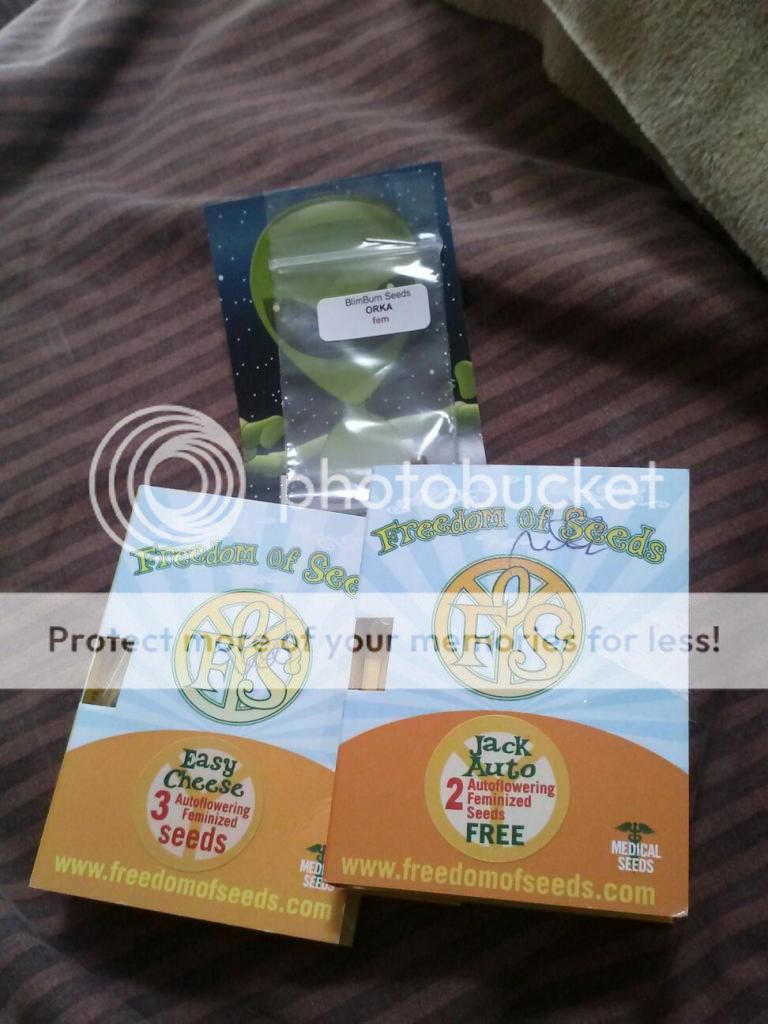 BlimBurn Seeds
ORKA
fem
photobucket
Freedom of See
Freedom of Seeds
Protect more of your memories for less!
FS
FOS
Easy
Cheese
3 Autoflowering
Feminized
seeds
Jack
Auto
2 Autoflowering
Feminized
Seeds
FREE
MEDICAL
SEEDS
MEDICAL
SEEDS
www.freedomofseeds.com
www.freedomofseeds.com